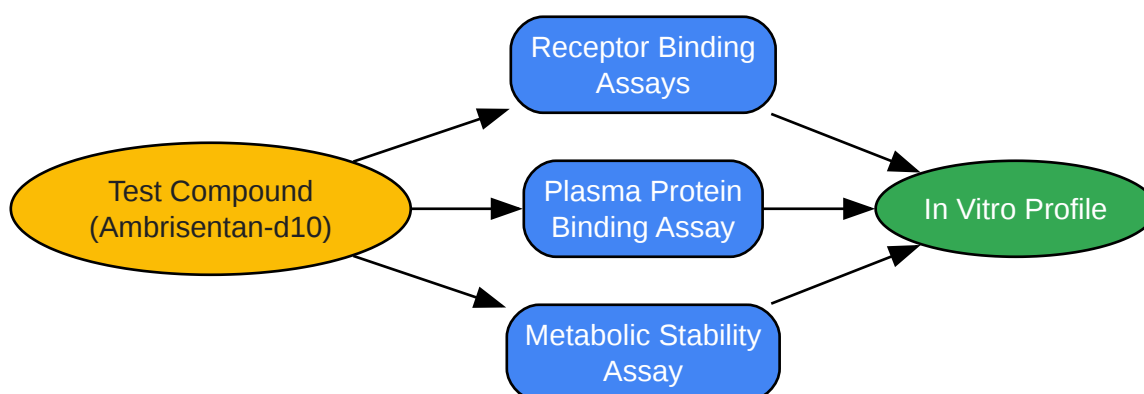 Receptor Binding
Assays
Test Compound
(Ambrisentan-d10)
Plasma Protein
Binding Assay
In Vitro Profile
Metabolic Stability
Assay